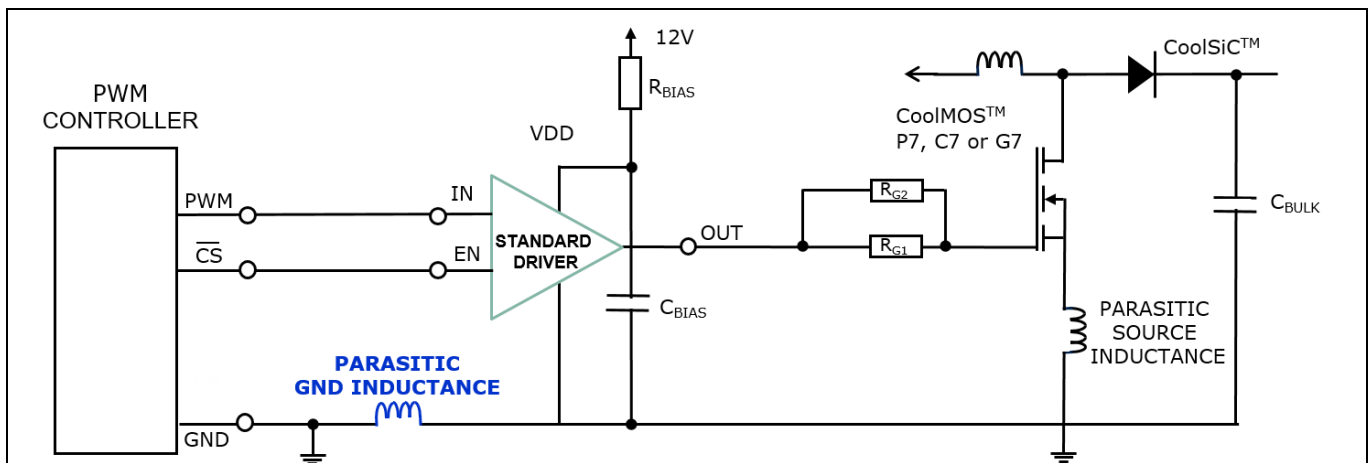 12V
CoolSiC™
R_BIAS
PWM
CONTROLLER
CoolMOS™
P7, C7 or G7
VDD
PWM
IN
R_G2
C_BULK
STANDARD
DRIVER
OUT
R_G1
CS
EN
C_BIAS
PARASITIC
SOURCE
INDUCTANCE
PARASITIC
GND INDUCTANCE
GND